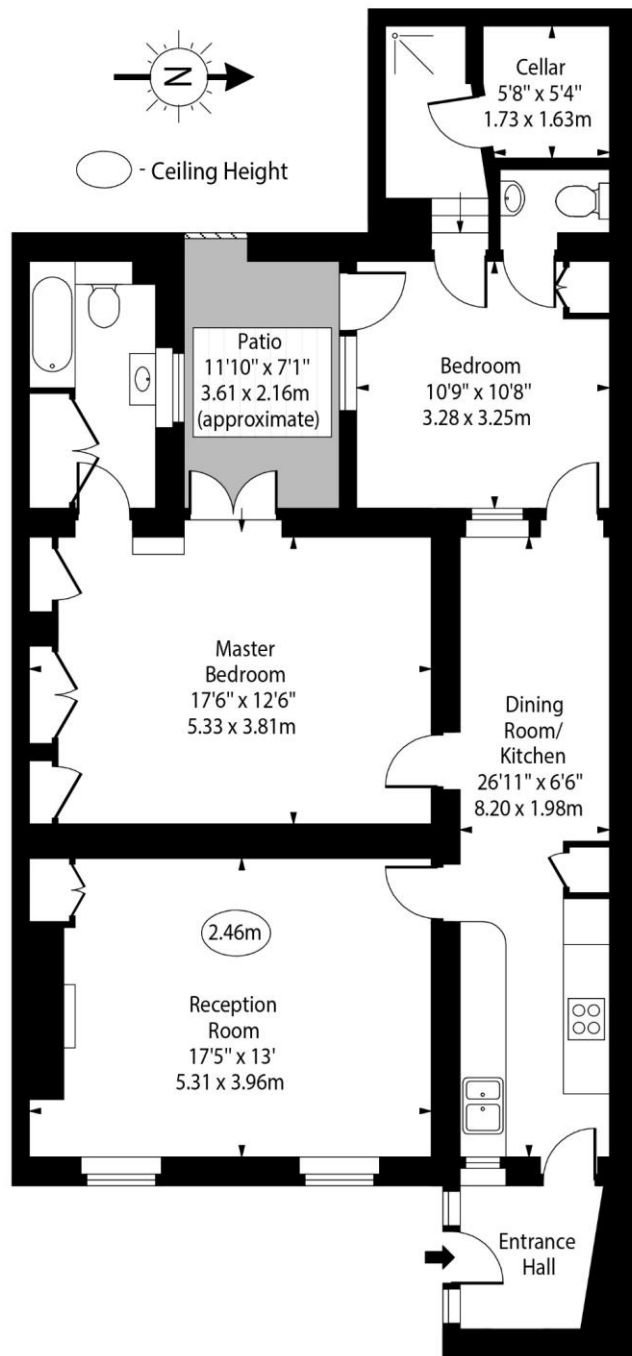 N
- Ceiling Height
Cellar
5'8" x 5'4"
1.73 x 1.63m
Patio
11'10" x 7'1"
3.61 x 2.16m
(approximate)
Bedroom
10'9" x 10'8"
3.28 x 3.25m
Master
Bedroom
17'6" x 12'6"
5.33 x 3.81m
Dining
Room/
Kitchen
26'11" x 6'6"
8.20 x 1.98m
2.46m
Reception
Room
17'5" x 13'
5.31 x 3.96m
Entrance
Hall